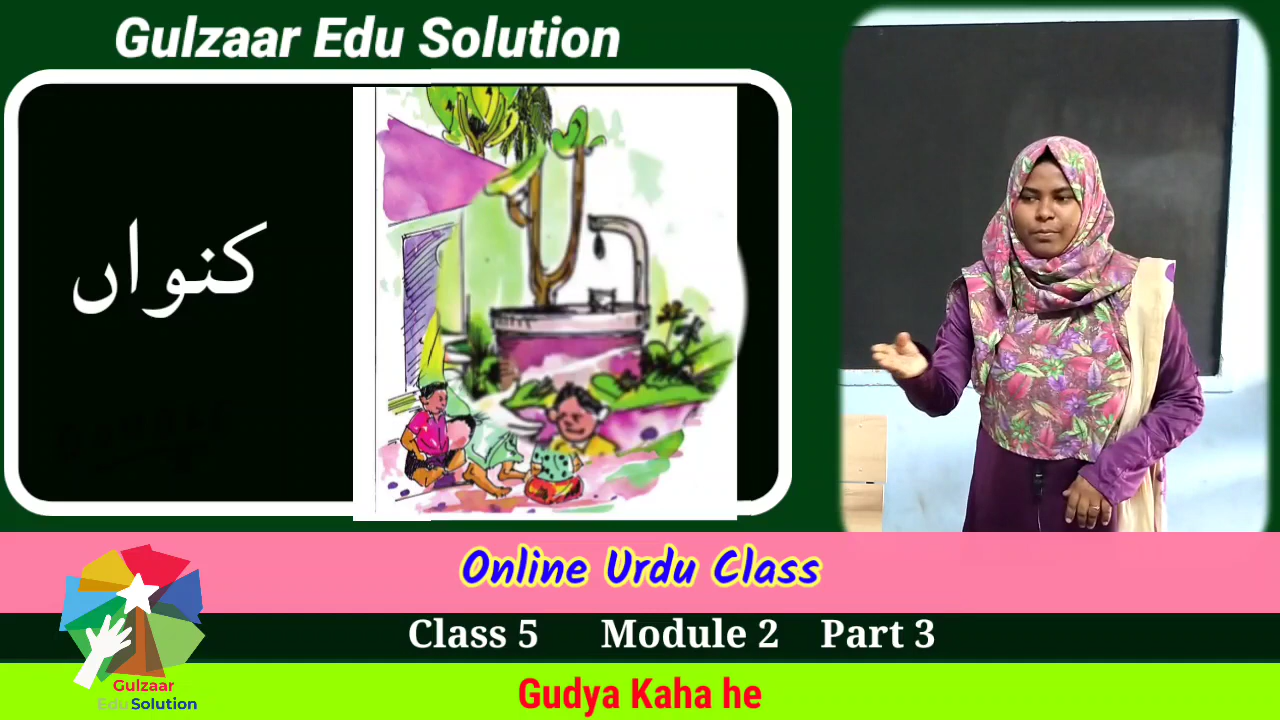 Gulzaar Edu Solution
کنواں
Online Urdu Class
Class 5 Module 2 Part 3
Gudya Kaha he
Gulzaar
EduSolution